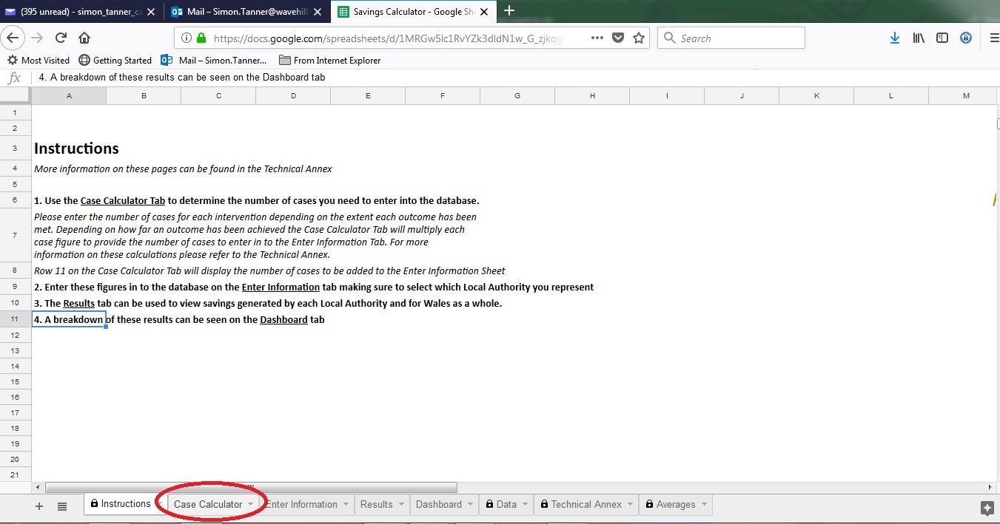 (395 unread) - simon_tanner_ca
Mail – Simon.Tanner@wavehill
Savings Calculator - Google She
https://docs.google.com/spreadsheets/d/1MRGw5lc1RvYZk3dldN1w_G_zjkqg
Search
Most Visited
Getting Started
Mail – Simon.Tanner...
From Internet Explorer
fx
4. A breakdown of these results can be seen on the Dashboard tab
A B C D E F G H I J K L M
1
2
3 Instructions
4 More information on these pages can be found in the Technical Annex
5
6 1. Use the Case Calculator Tab to determine the number of cases you need to enter into the database.
Please enter the number of cases for each intervention depending on the extent each outcome has been
met. Depending on how far an outcome has been achieved the Case Calculator Tab will multiply each
7 case figure to provide the number of cases to enter in to the Enter Information Tab. For more
information on these calculations please refer to the Technical Annex.
8 Row 11 on the Case Calculator Tab will display the number of cases to be added to the Enter Information Sheet
9 2. Enter these figures in to the database on the Enter Information tab making sure to select which Local Authority you represent
10 3. The Results tab can be used to view savings generated by each Local Authority and for Wales as a whole.
11 4. A breakdown of these results can be seen on the Dashboard tab
12
13
14
15
16
17
18
19
20
21
Instructions Case Calculator Enter Information Results Dashboard Data Technical Annex Averages